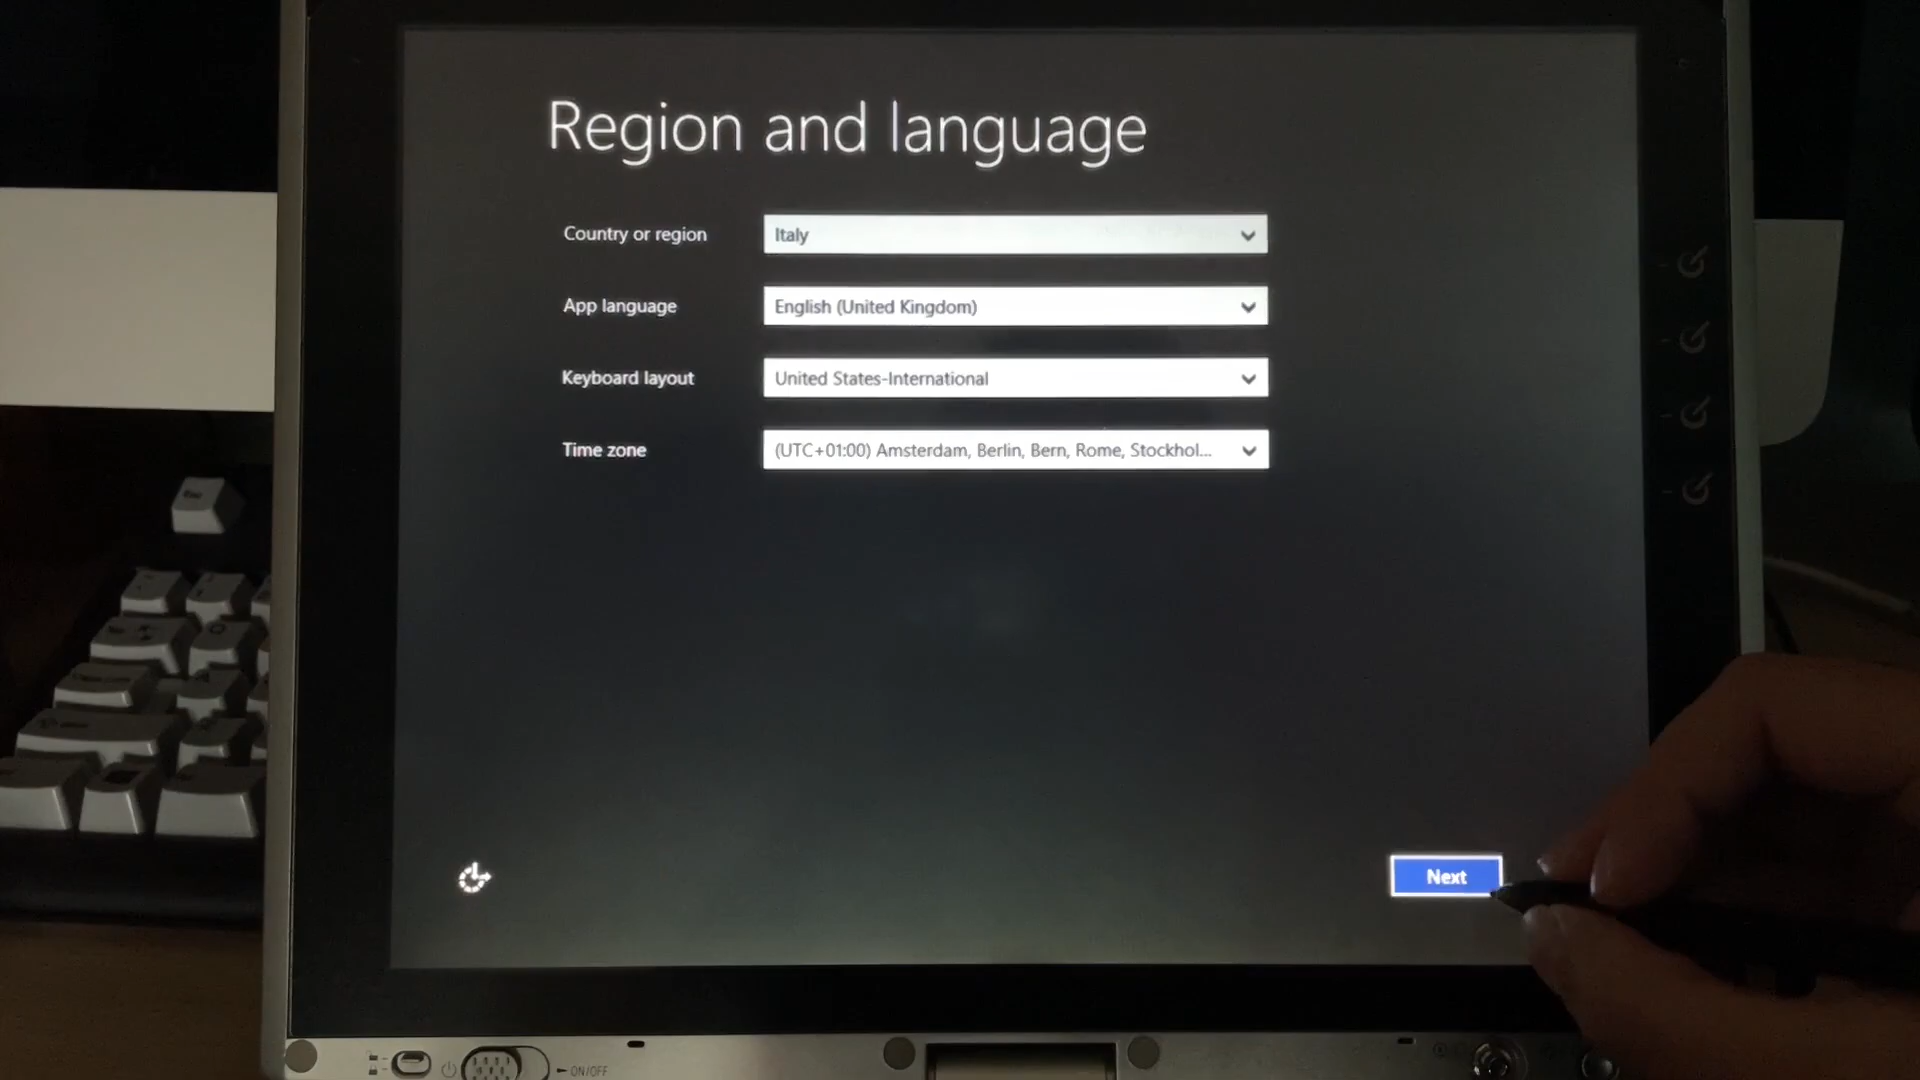 Region and language
Country or region
Italy
App language
English (United Kingdom)
Keyboard layout
United States-International
Time zone
(UTC+01:00) Amsterdam, Berlin, Bern, Rome, Stockhol...
Next
ON/OFF